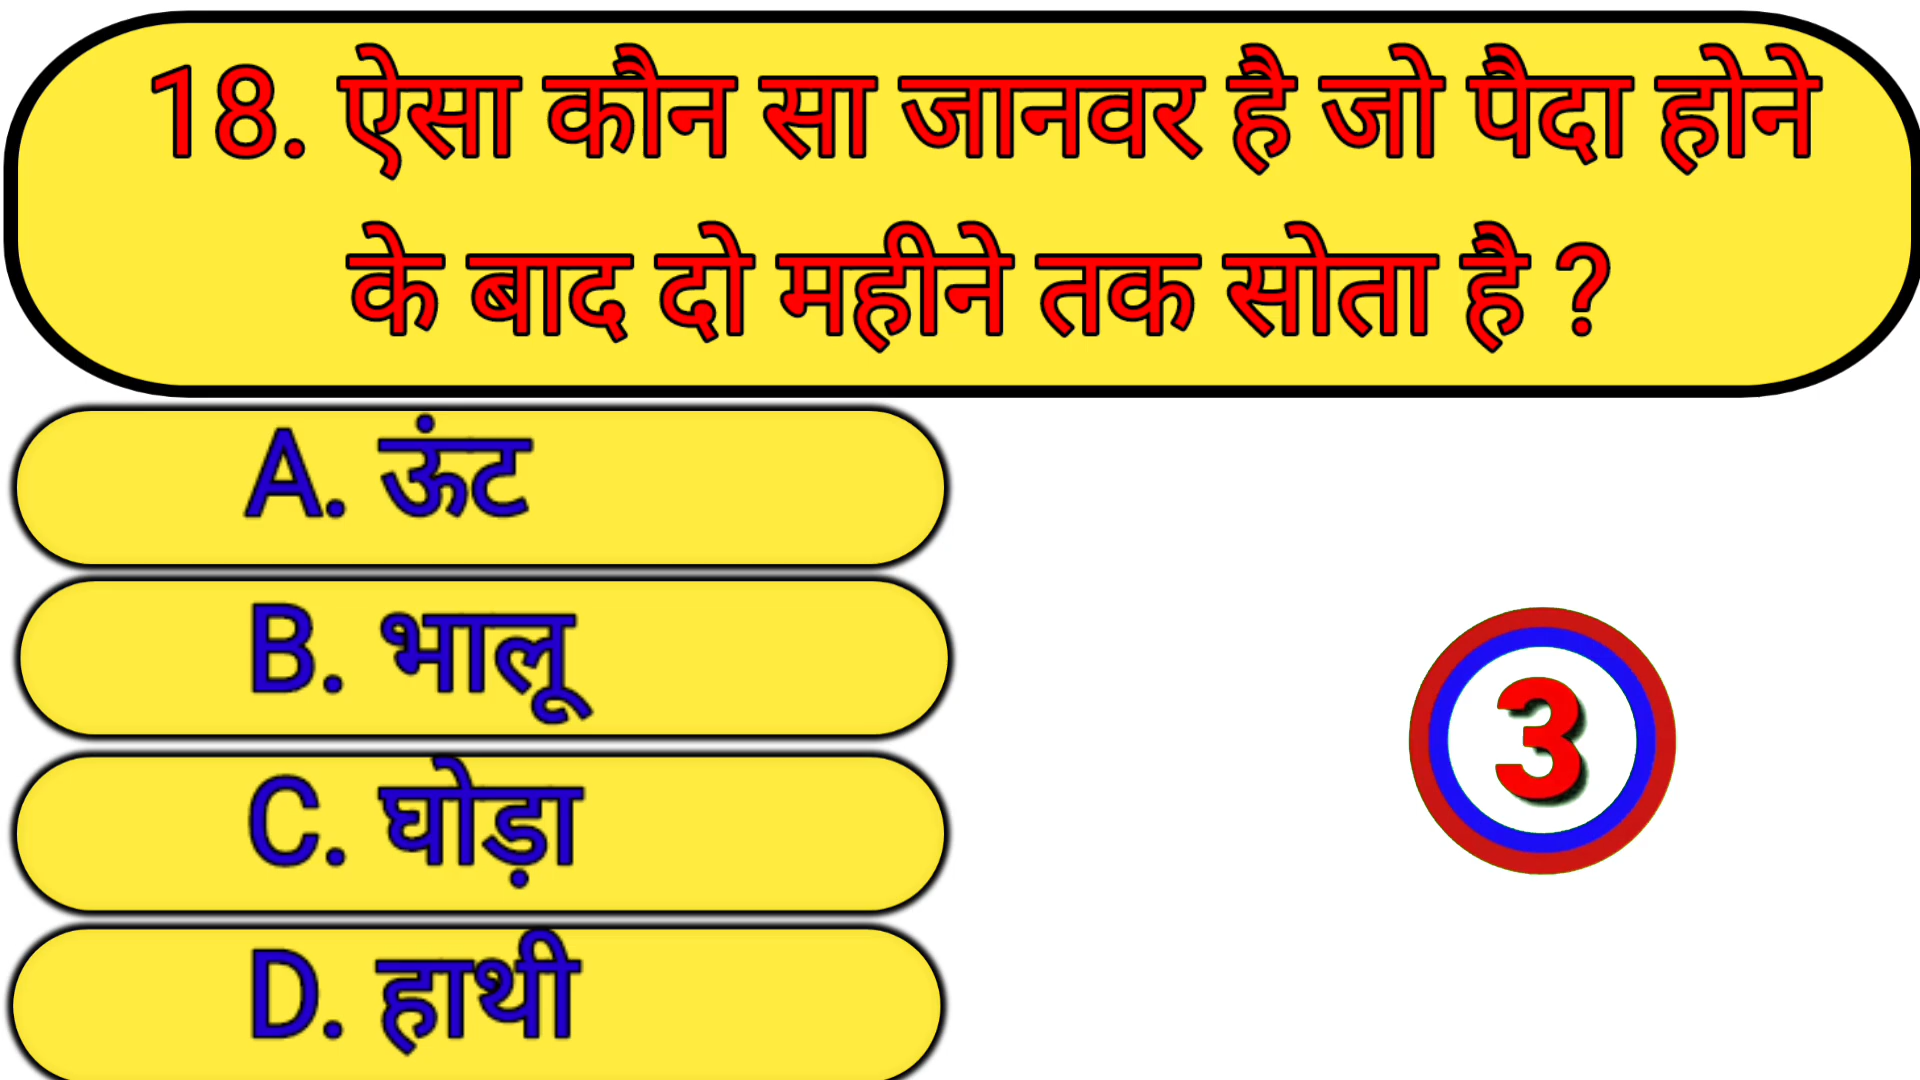 18. ऐसा कौन सा जानवर है जो पैदा होने
के बाद दो महीने तक सोता है ?
A. ऊंट
B. भालू
C. घोड़ा
D. हाथी
3